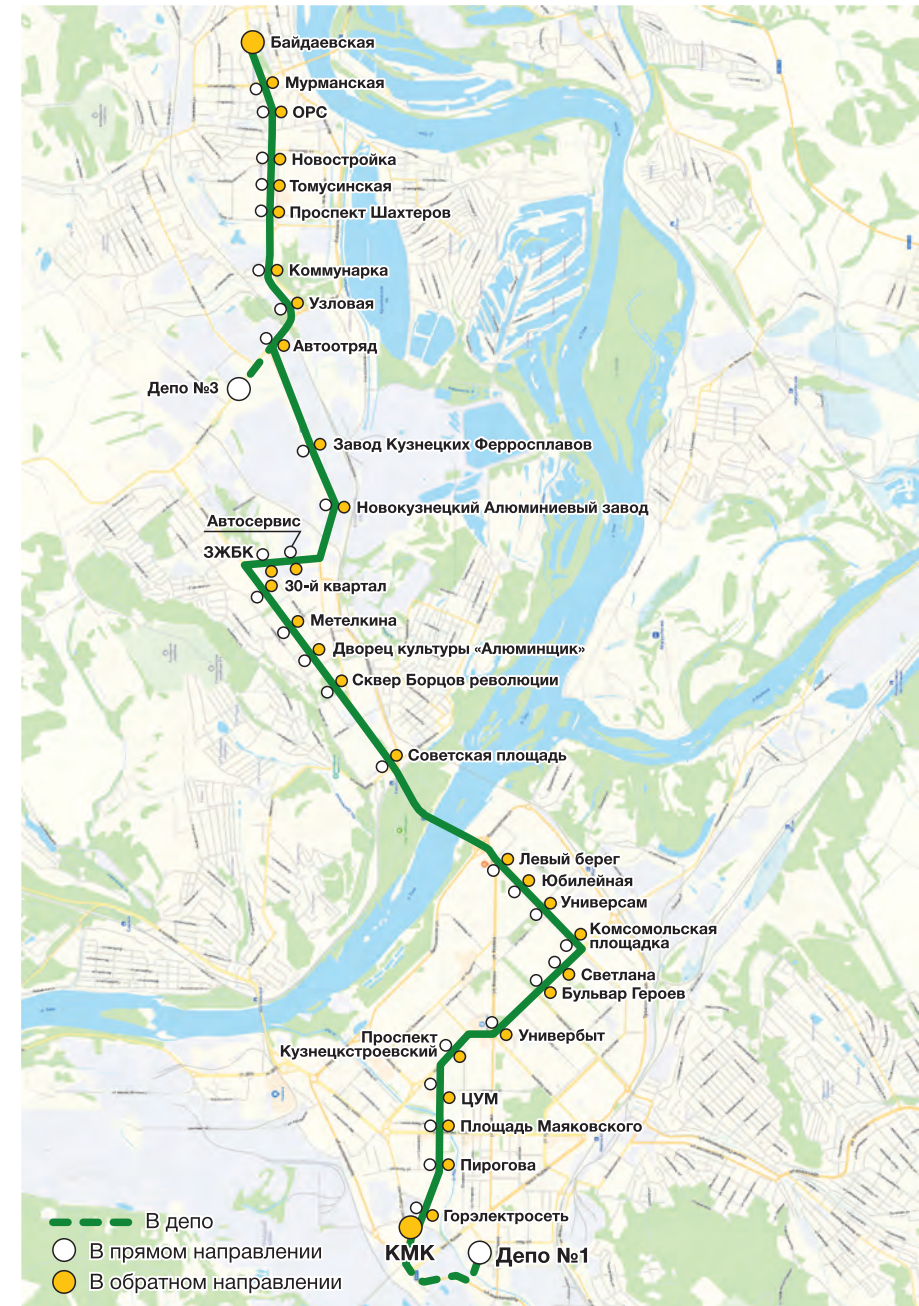 Байдаевская
Мурманская
ОРС
Новостройка
Томусинская
Проспект Шахтеров
Коммунарка
Узловая
Автоотряд
Депо №3
Завод Кузнецких Ферросплавов
Новокузнецкий Алюминиевый завод
Автосервис
ЗЖБК
30-й квартал
Метелкина
Дворец культуры «Алюминщик»
Сквер Борцов революции
Советская площадь
Левый берег
Юбилейная
Универсам
Комсомольская
площадка
Светлана
Бульвар Героев
Универбыт
Проспект
Кузнецкстроевский
ЦУМ
Площадь Маяковского
Пирогова
Горэлектросеть
КМК
Депо №1
В депо
В прямом направлении
В обратном направлении